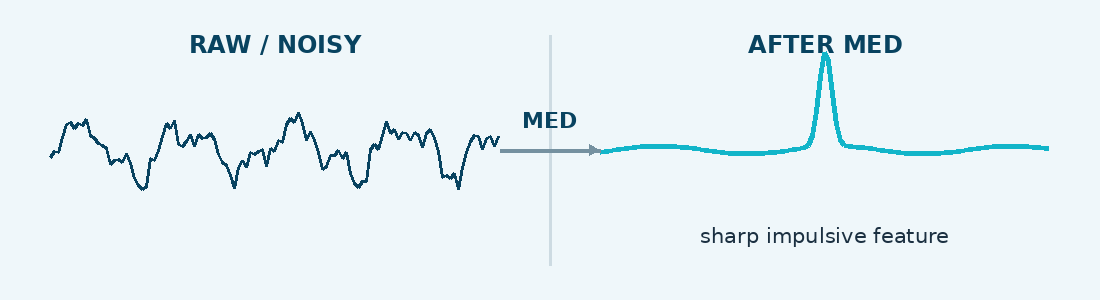 RAW / NOISY
AFTER MED
MED
sharp impulsive feature